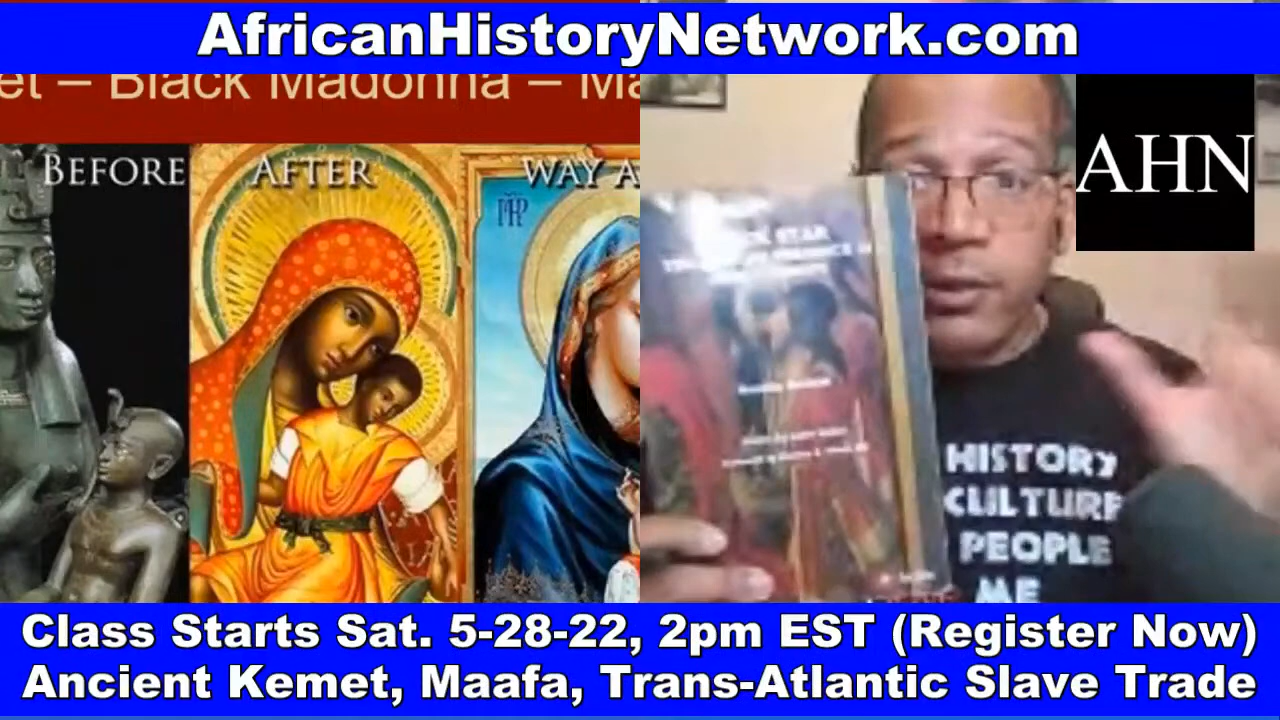 AfricanHistoryNetwork.com
et – Black Madonna – Ma
BEFORE
AFTER
WAY A
AHN
STAR
HISTORY
CULTURE
PEOPLE
ME
Class Starts Sat. 5-28-22, 2pm EST (Register Now)
Ancient Kemet, Maafa, Trans-Atlantic Slave Trade